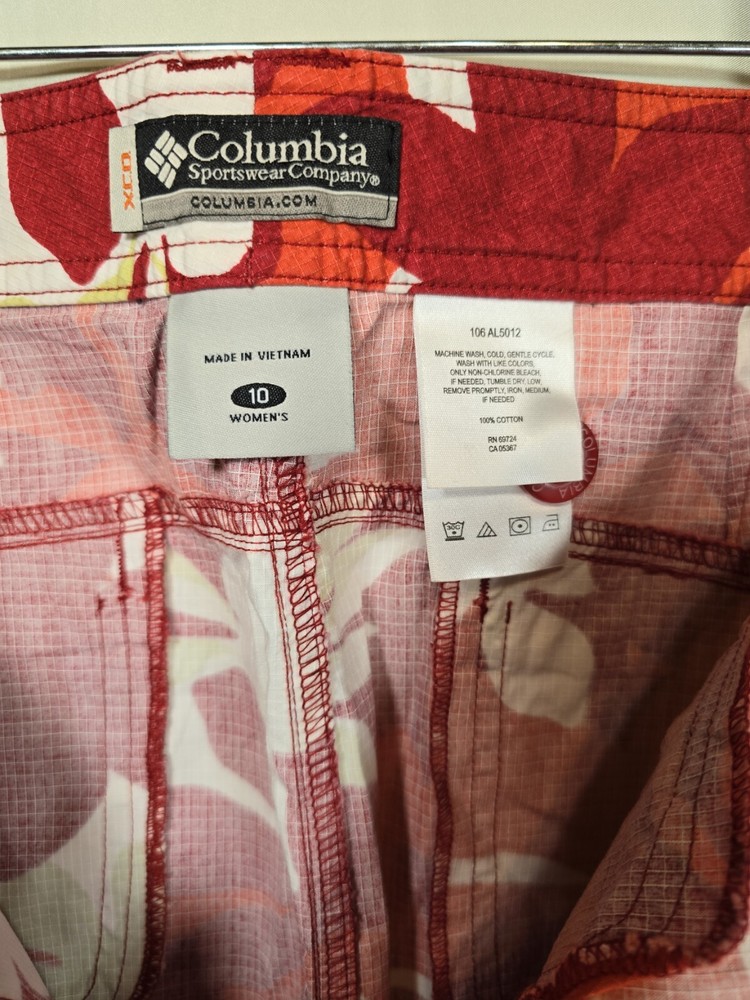 XCO
Columbia
Sportswear Company®
COLUMBIA.COM
MADE IN VIETNAM
10
WOMEN'S
106 AL5012
MACHINE WASH, COLD, GENTLE CYCLE,
WASH WITH LIKE COLORS,
ONLY NON-CHLORINE BLEACH,
IF NEEDED, TUMBLE DRY, LOW,
REMOVE PROMPTLY, IRON, MEDIUM,
IF NEEDED
100% COTTON
RN 69724
CA 05367
30C